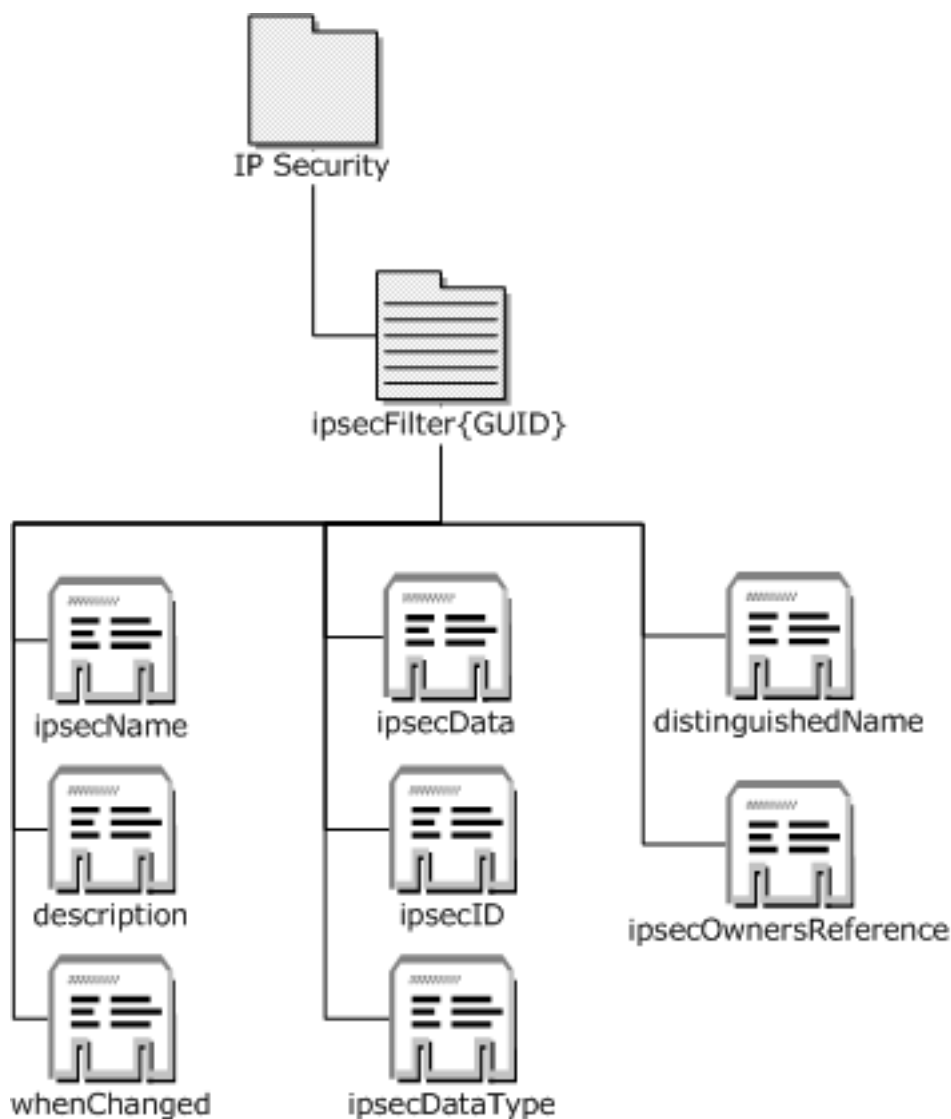 IP Security
ipsecFilter{GUID}
ipsecName
ipsecData
distinguishedName
description
ipsecID
ipsecOwnersReference
whenChanged
ipsecDataType